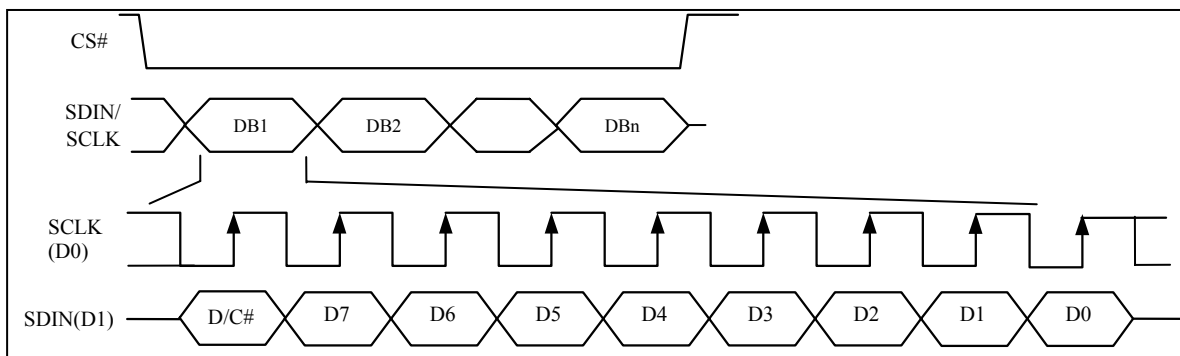 CS#
SDIN/
SCLK
DB1 DB2 DBn
SCLK
(D0)
SDIN(D1) D/C# D7 D6 D5 D4 D3 D2 D1 D0